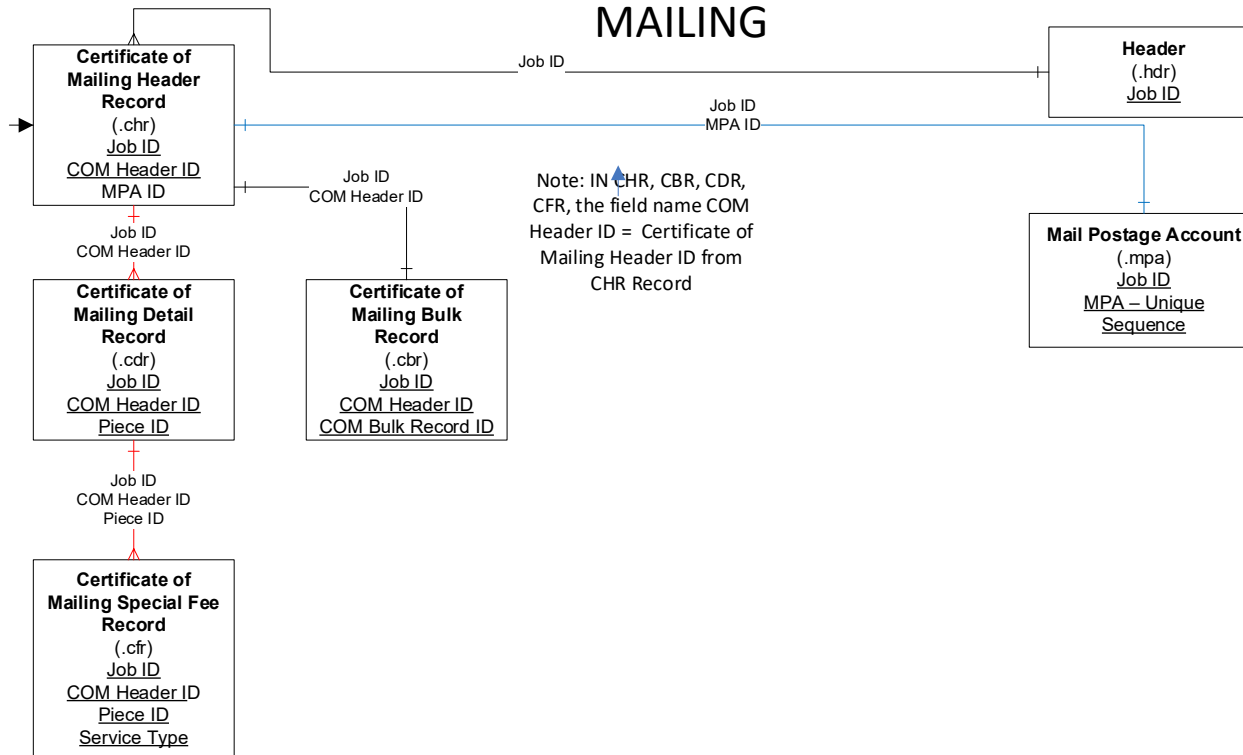 MAILING
Certificate of
Mailing Header
Record
(.chr)
Job ID
COM Header ID
MPA ID
Job ID
Header
(.hdr)
Job ID
Job ID
MPA ID
Job ID
COM Header ID
Note: IN CHR, CBR, CDR,
CFR, the field name COM
Header ID = Certificate of
Mailing Header ID from
CHR Record
Mail Postage Account
(.mpa)
Job ID
MPA – Unique
Sequence
Job ID
COM Header ID
Certificate of
Mailing Detail
Record
(.cdr)
Job ID
COM Header ID
Piece ID
Certificate of
Mailing Bulk
Record
(.cbr)
Job ID
COM Header ID
COM Bulk Record ID
Job ID
COM Header ID
Piece ID
Certificate of
Mailing Special Fee
Record
(.cfr)
Job ID
COM Header ID
Piece ID
Service Type